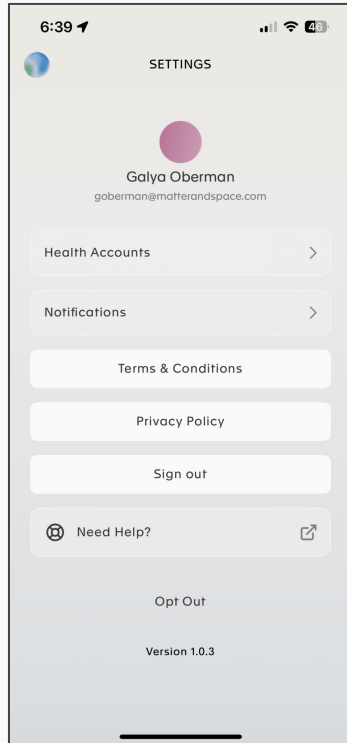 6:39
46
SETTINGS
Galya Oberman
goberman@matterandspace.com
Health Accounts
Notifications
Terms & Conditions
Privacy Policy
Sign out
Need Help?
Opt Out
Version 1.0.3